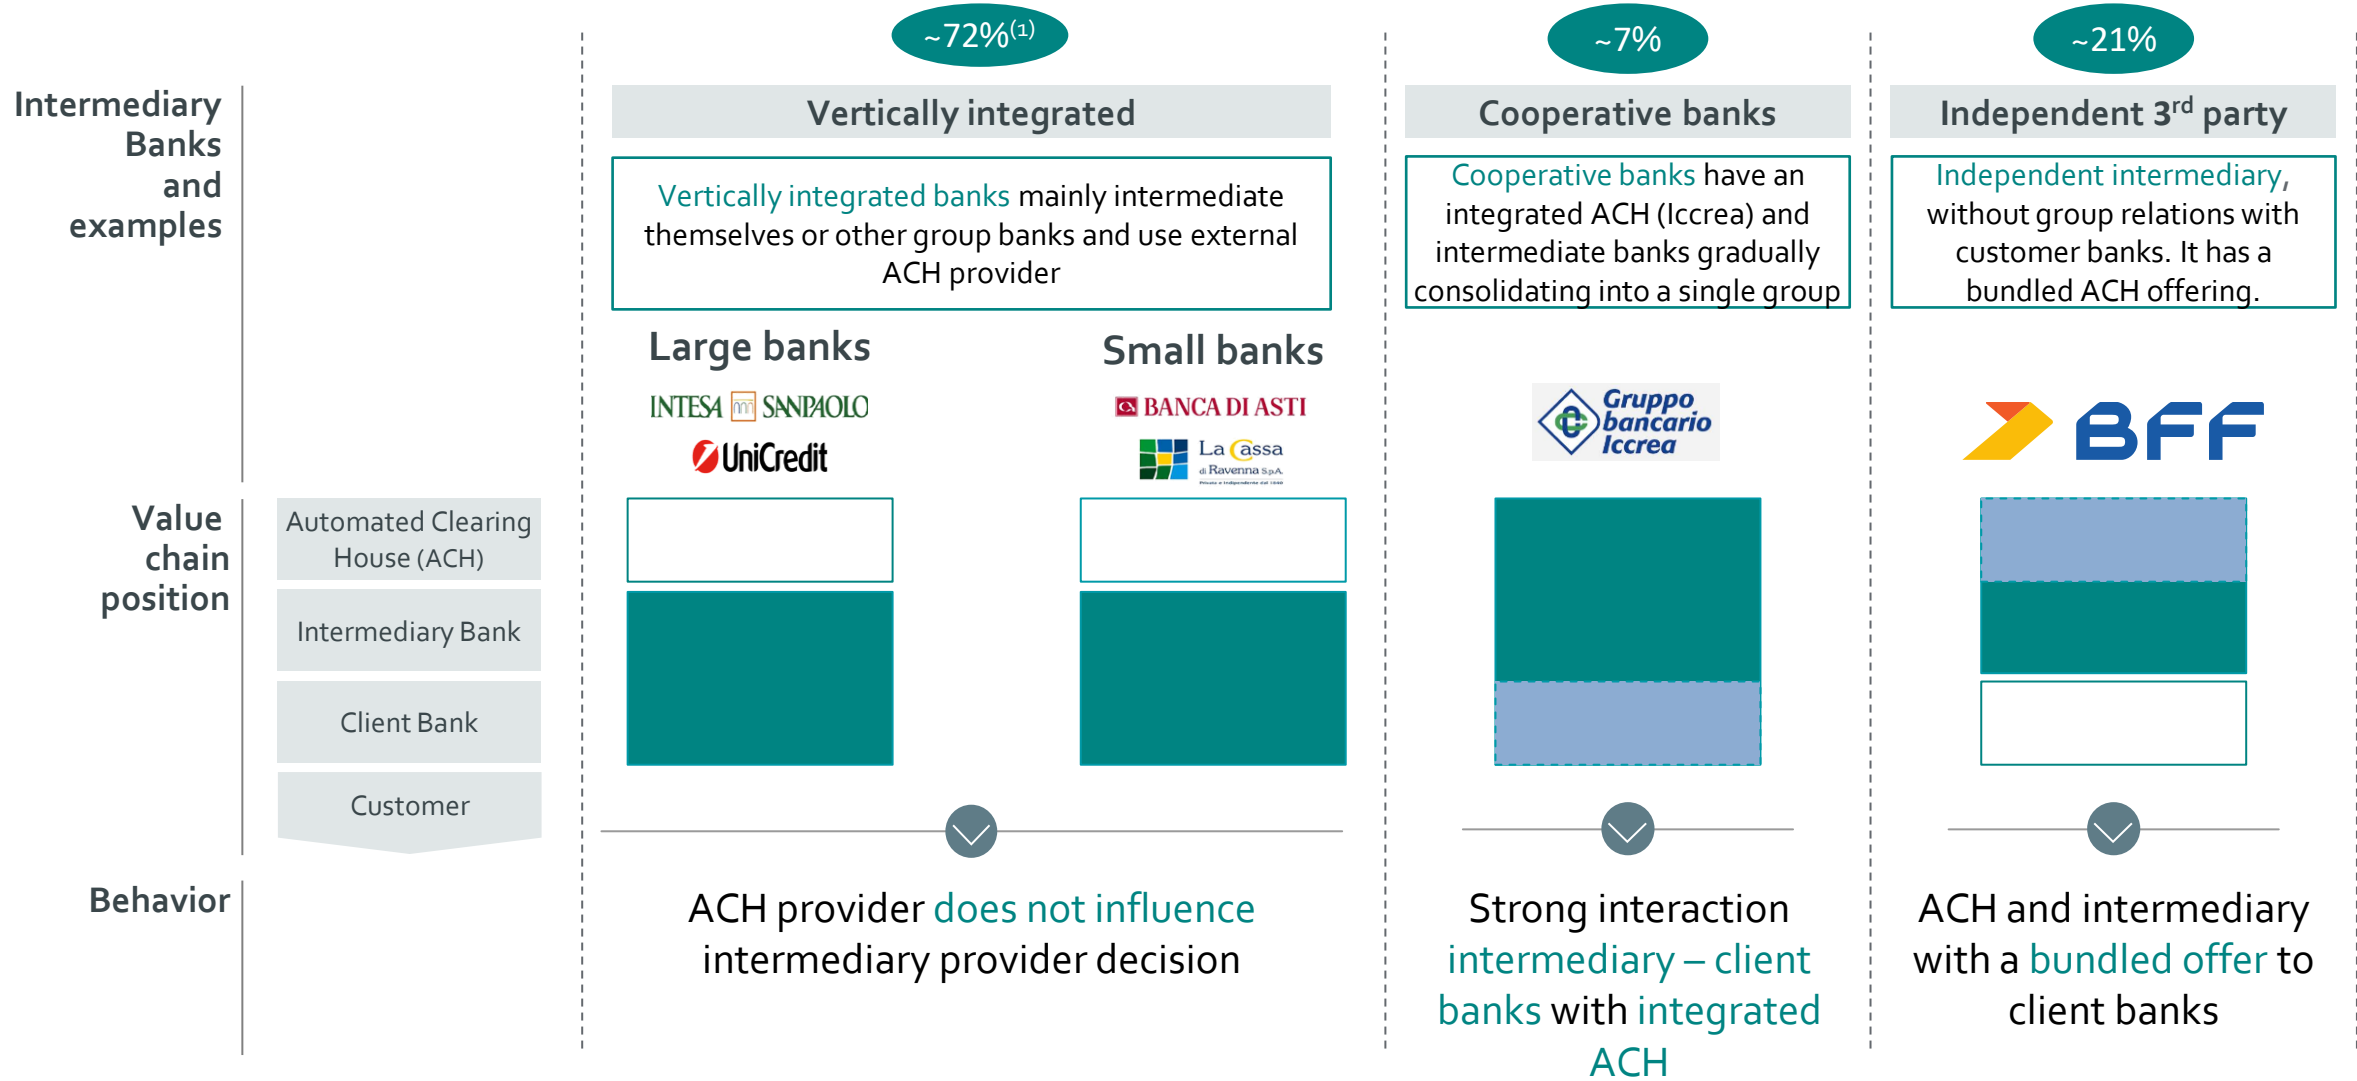 ~72%(1)
~7%
~21%
Intermediary
Banks
and
examples
Vertically integrated
Vertically integrated banks mainly intermediate
themselves or other group banks and use external
ACH provider
Large banks
INTESA SANPAOLO
UniCredit
Small banks
BANCA DI ASTI
La Cassa
di Ravenna S.p.A.
Privata e Indipendente dal 1840
Cooperative banks
Cooperative banks have an
integrated ACH (Iccrea) and
intermediate banks gradually
consolidating into a single group
Gruppo
bancario
Iccrea
Independent 3rd party
Independent intermediary,
without group relations with
customer banks. It has a
bundled ACH offering.
BFF
Value
chain
position
Automated Clearing
House (ACH)
Intermediary Bank
Client Bank
Customer
Behavior
ACH provider does not influence
intermediary provider decision
Strong interaction
intermediary – client
banks with integrated
ACH
ACH and intermediary
with a bundled offer to
client banks